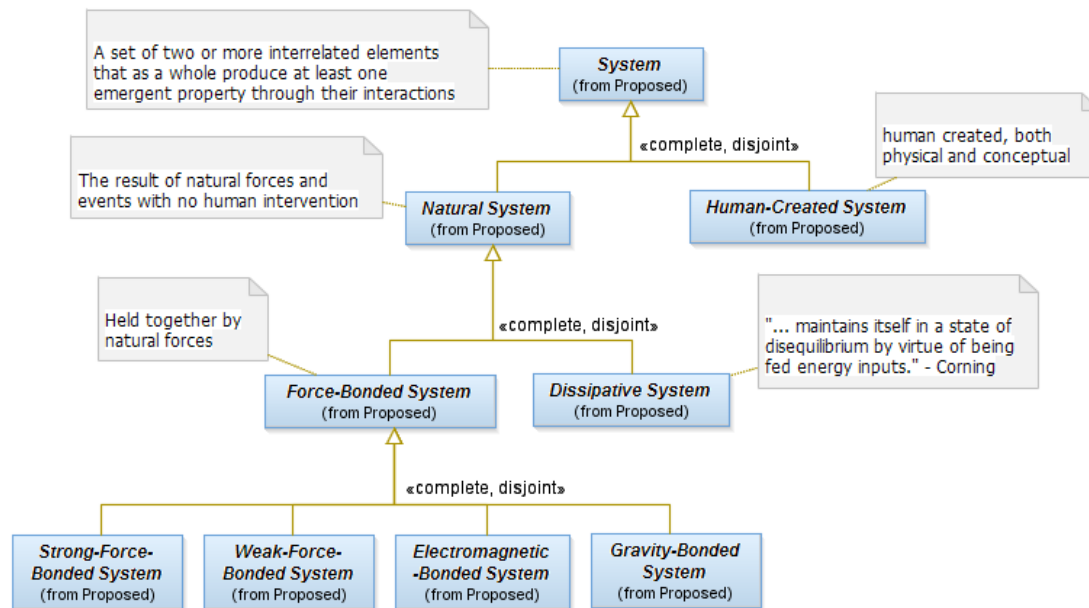 A set of two or more interrelated elements
that as a whole produce at least one
emergent property through their interactions
System
(from Proposed)
«complete, disjoint»
human created, both
physical and conceptual
The result of natural forces and
events with no human intervention
Natural System
(from Proposed)
Human-Created System
(from Proposed)
Held together by
natural forces
«complete, disjoint»
"... maintains itself in a state of
disequilibrium by virtue of being
fed energy inputs." - Corning
Force-Bonded System
(from Proposed)
Dissipative System
(from Proposed)
«complete, disjoint»
Strong-Force-
Bonded System
(from Proposed)
Weak-Force-
Bonded System
(from Proposed)
Electromagnetic
-Bonded System
(from Proposed)
Gravity-Bonded
System
(from Proposed)